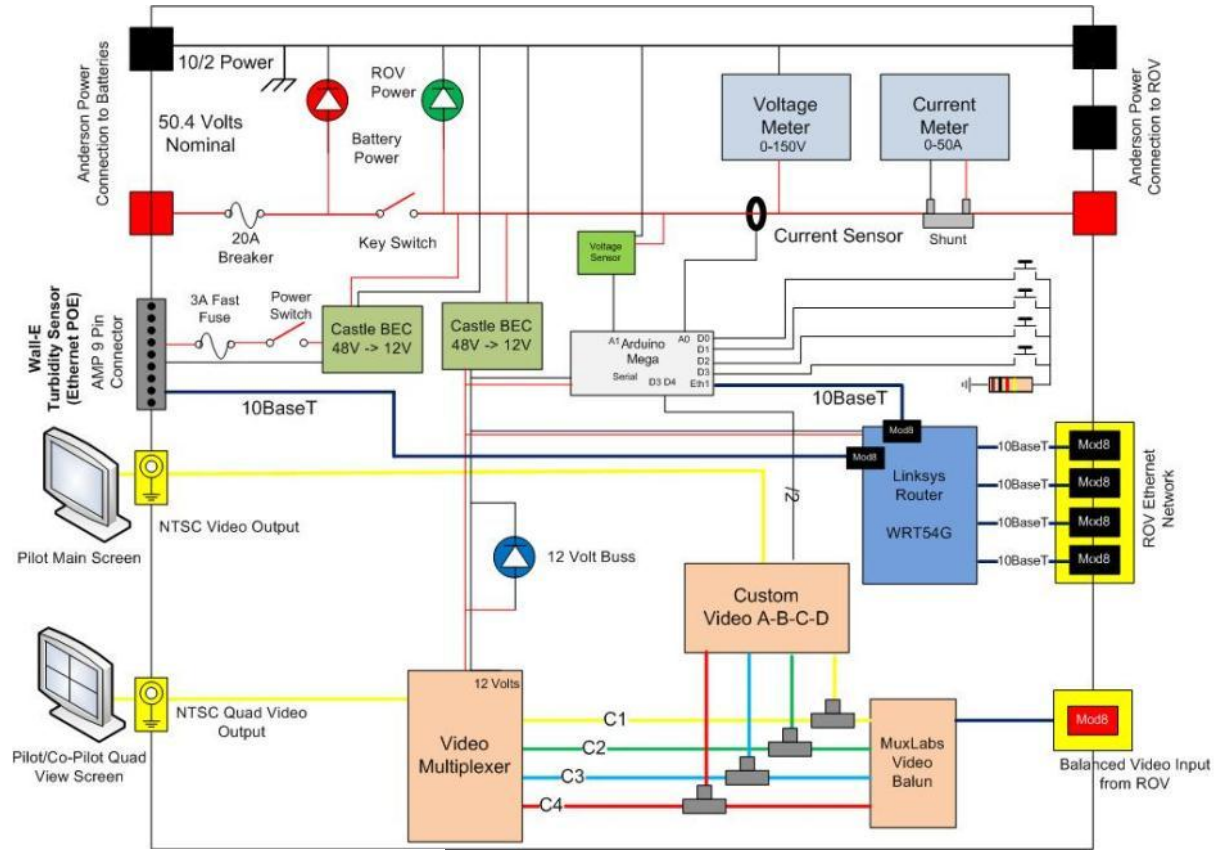 Anderson Power
Connection to Batteries
10/2 Power
50.4 Volts
Nominal
ROV
Power
Battery
Power
20A
Breaker
Key Switch
Voltage
Meter
0-150V
Current
Meter
0-50A
Current Sensor
Shunt
Anderson Power
Connection to ROV
Wall-E
Turbidity Sensor
(Ethernet POE)
AMP 9 Pin
Connector
3A Fast
Fuse
Power
Switch
Castle BEC
48V -> 12V
Castle BEC
48V -> 12V
Voltage
Sensor
A1
A0
D0
Arduino
Mega
D1
D2
D3
Serial
D3 D4
Eth1
10BaseT
10BaseT
Mod8
Mod8
Linksys
Router
WRT54G
10BaseT
10BaseT
10BaseT
10BaseT
Mod8
Mod8
Mod8
Mod8
ROV Ethernet
Network
Pilot Main Screen
NTSC Video Output
12 Volt Buss
/2
Custom
Video A-B-C-D
Pilot/Co-Pilot Quad
View Screen
NTSC Quad Video
Output
12 Volts
Video
Multiplexer
C1
C2
C3
C4
MuxLabs
Video
Balun
Mod8
Balanced Video Input
from ROV